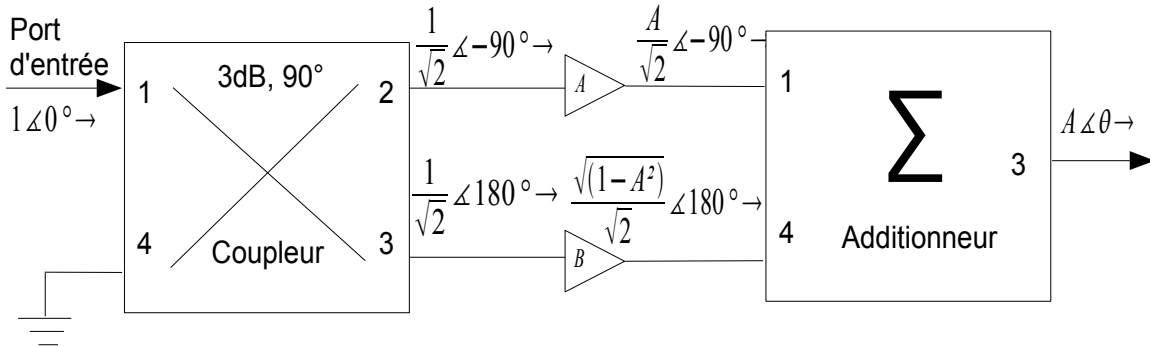 Port
d'entrée
1∡0°→
3dB, 90°
1
2
4
3
Coupleur
1/√2 ∡−90°→
A
A/√2 ∡−90°→
1/√2 ∡180°→
√(1−A²)/√2 ∡180°→
B
1
Σ
3
4
Additionneur
A∡θ→